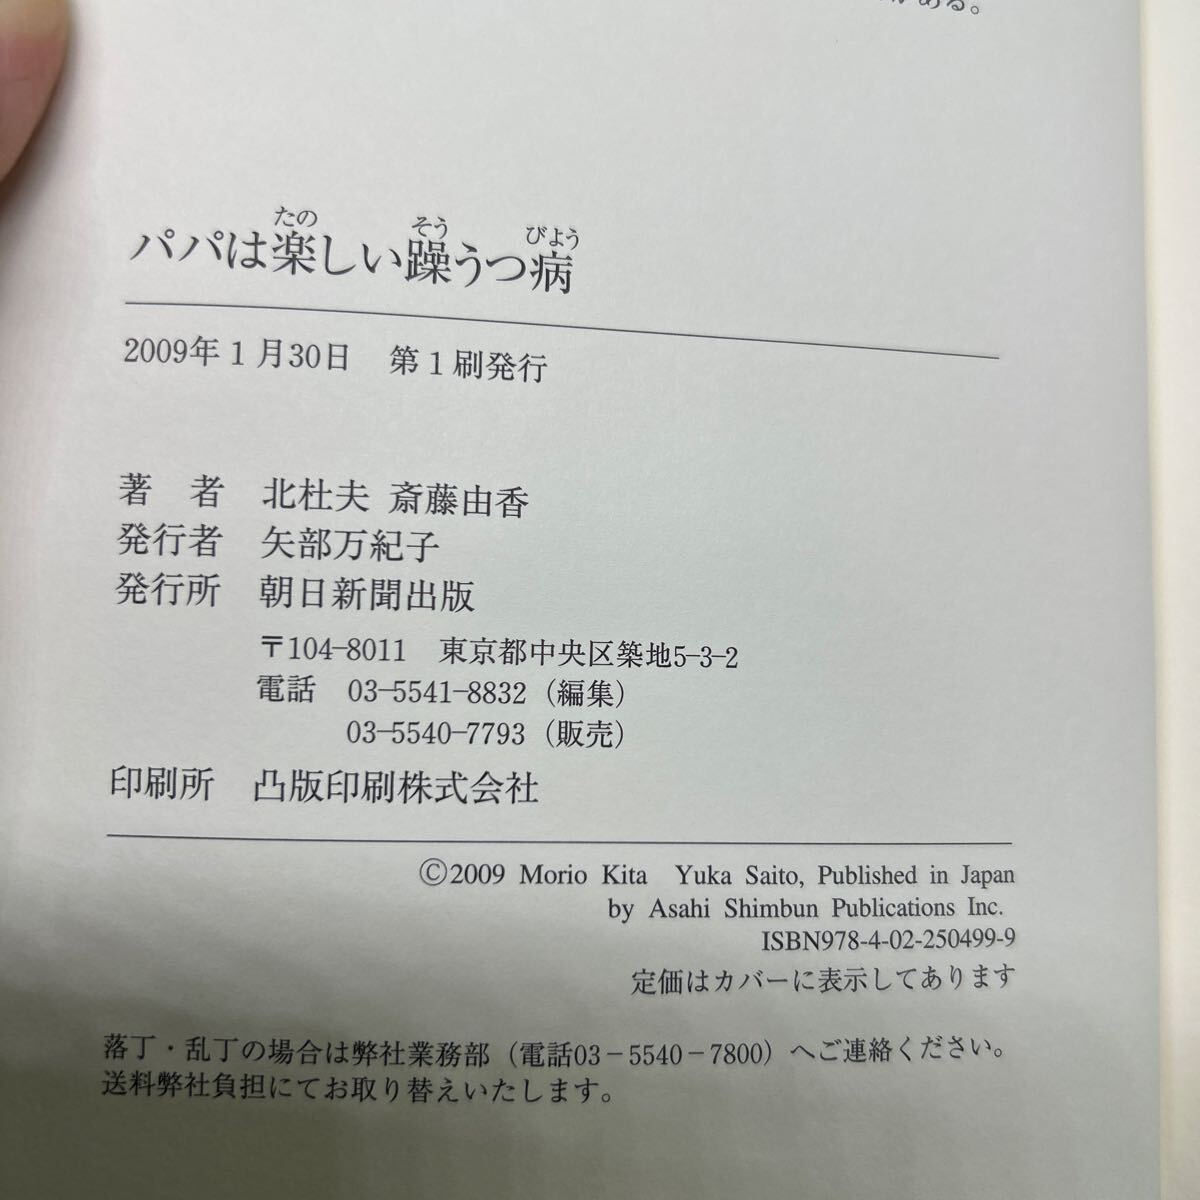 ある。
パパは楽しい躁うつ病
たの そう びよう
2009年1月30日 第1刷発行
著 者 北杜夫 斎藤由香
発行者 矢部万紀子
発行所 朝日新聞出版
〒104-8011 東京都中央区築地5-3-2
電話 03-5541-8832（編集）
03-5540-7793（販売）
印刷所 凸版印刷株式会社
©2009 Morio Kita Yuka Saito, Published in Japan
by Asahi Shimbun Publications Inc.
ISBN978-4-02-250499-9
定価はカバーに表示してあります
落丁・乱丁の場合は弊社業務部（電話03-5540-7800）へご連絡ください。
送料弊社負担にてお取り替えいたします。